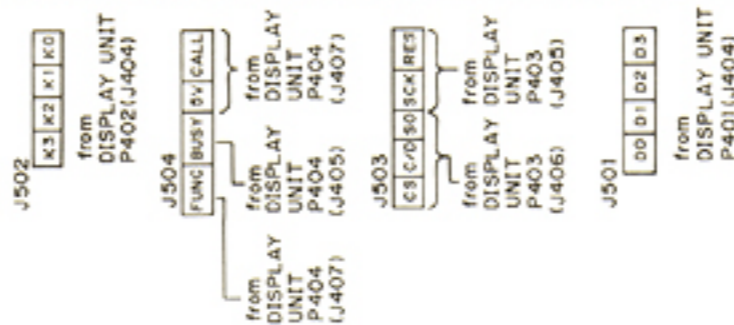 J502
K3 K2 K1 K0
from
DISPLAY UNIT
P402(J404)
J504
FUNC BUSY 5V CALL
from
DISPLAY
UNIT
P404
(J407)
from
DISPLAY
UNIT
P404
(J405)
from
DISPLAY
UNIT
P404
(J407)
J503
CS C/D SO SCK RES
from
DISPLAY
UNIT
P403
(J406)
from
DISPLAY
UNIT
P403
(J405)
J501
D0 D1 D2 D3
from
DISPLAY UNIT
P401(J404)